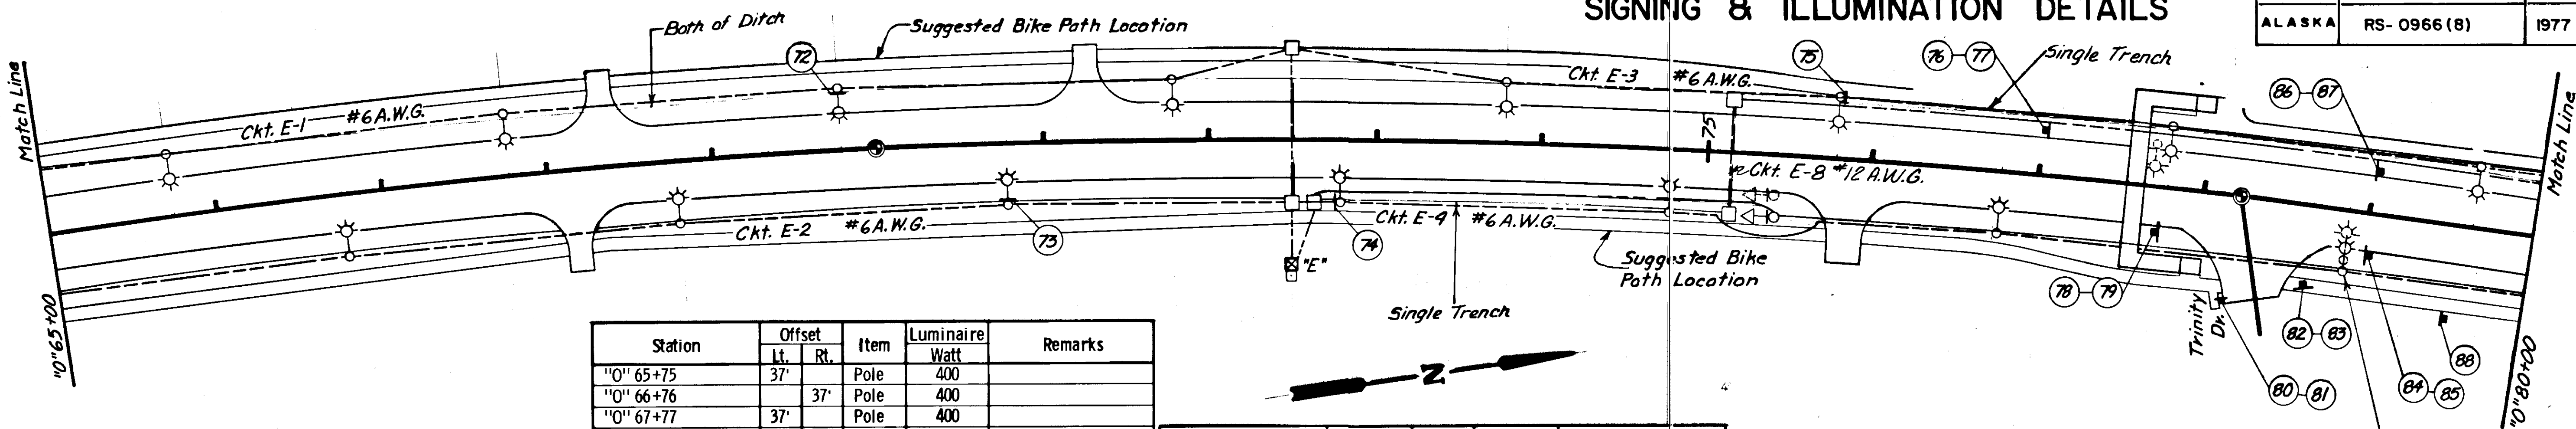 SIGNING & ILLUMINATION DETAILS
ALASKA RS-0966(8) 1977
Both of Ditch
Suggested Bike Path Location
72
75
76 77
Single Trench
Match Line
Ckt. E-1 #6 A.W.G.
Ckt. E-3 #6 A.W.G.
86 87
Match Line
75
Ckt. E-8 #12 A.W.G.
Ckt. E-2 #6 A.W.G.
73
74
Ckt. E-4 #6 A.W.G.
"E"
Suggested Bike
Path Location
Single Trench
78 79
Trinity
Dr.
82 83
88
80 81
84 85
"O" 65+00
"O" 80+00
N
Station Offset Item Luminaire Remarks
Lt. Rt. Watt
"O" 65+75 37' Pole 400
"O" 66+76 37' Pole 400
"O" 67+77 37' Pole 400